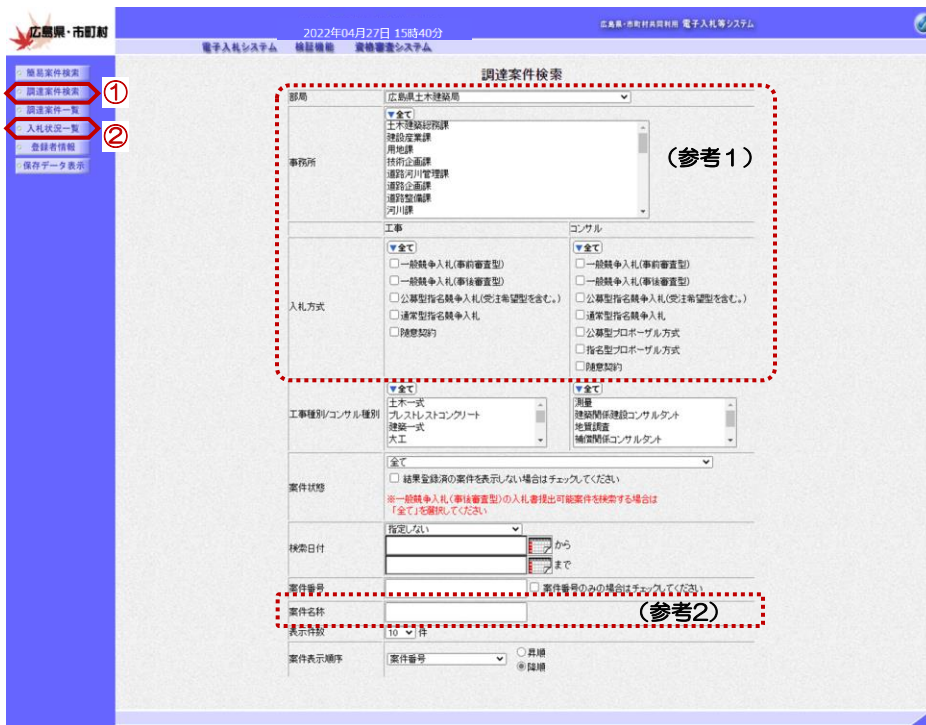 広島県・市町村
2022年04月27日 15時40分
広島県・市町村共同利用 電子入札等システム
電子入札システム 検証機能 資格審査システム
簡易案件検索
調達案件検索
①
調達案件一覧
入札状況一覧
②
登録者情報
保存データ表示
調達案件検索
部局 広島県土木建築局
事務所
▼全て
土木建築総務課
建設産業課
用地課
技術企画課
道路河川管理課
道路企画課
道路整備課
河川課
(参考1)
工事 コンサル
入札方式
▼全て
一般競争入札(事前審査型)
一般競争入札(事後審査型)
公募型指名競争入札(受注希望型を含む。)
通常型指名競争入札
随意契約
▼全て
一般競争入札(事前審査型)
一般競争入札(事後審査型)
公募型指名競争入札(受注希望型を含む。)
通常型指名競争入札
公募型プロポーザル方式
指名型プロポーザル方式
随意契約
工事種別/コンサル種別
▼全て
土木一式
プレストレストコンクリート
建築一式
大工
▼全て
測量
建築関係建設コンサルタント
地質調査
補償関係コンサルタント
案件状態
全て
結果登録済の案件を表示しない場合はチェックしてください
※一般競争入札(事後審査型)の入札書提出可能案件を検索する場合は
「全て」を選択してください
検索日付
指定しない
から
まで
案件番号 案件番号のみの場合はチェックしてください
案件名称 (参考2)
表示件数 10 件
案件表示順序 案件番号
昇順
降順